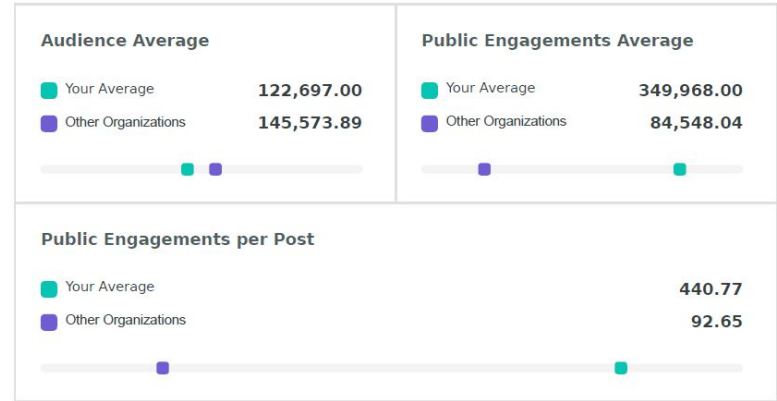 Audience Average
Your Average 122,697.00
Other Organizations 145,573.89
Public Engagements Average
Your Average 349,968.00
Other Organizations 84,548.04
Public Engagements per Post
Your Average 440.77
Other Organizations 92.65